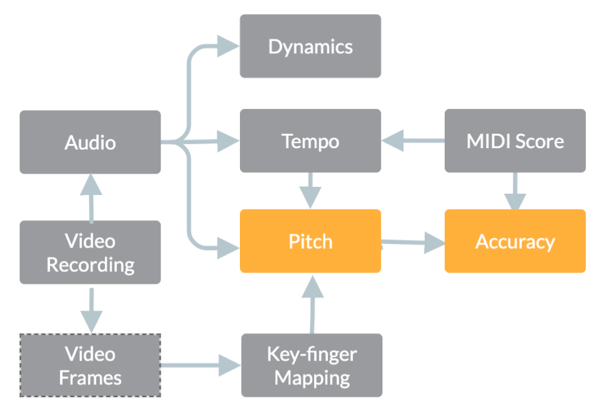 Dynamics
Audio
Tempo
MIDI Score
Video
Recording
Pitch
Accuracy
Video
Frames
Key-finger
Mapping